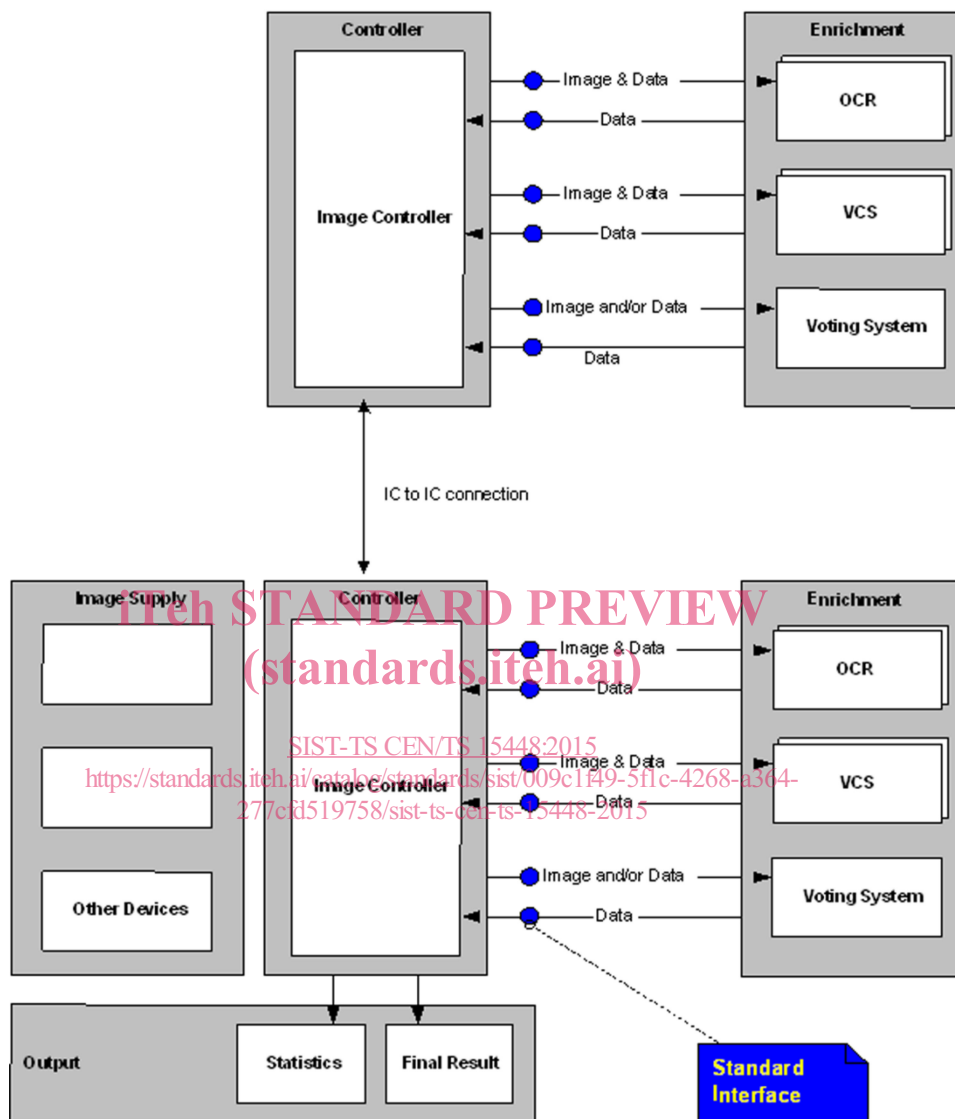 Controller
Enrichment
Image & Data
OCR
Data
Image & Data
Image Controller
VCS
Data
Image and/or Data
Voting System
Data
IC to IC connection
Image Supply
Controller
Enrichment
iTeh STANDARD PREVIEW
(standards.iteh.ai)
Image & Data
OCR
Data
SIST-TS CEN/TS 15448:2015
https://standards.iteh.ai/catalog/standards/sist/009c1f49-5f1c-4268-a364-
277cfd519758/sist-ts-cen-ts-15448-2015
Image & Data
Image Controller
VCS
Data
Image and/or Data
Other Devices
Voting System
Data
Output
Statistics
Final Result
Standard
Interface